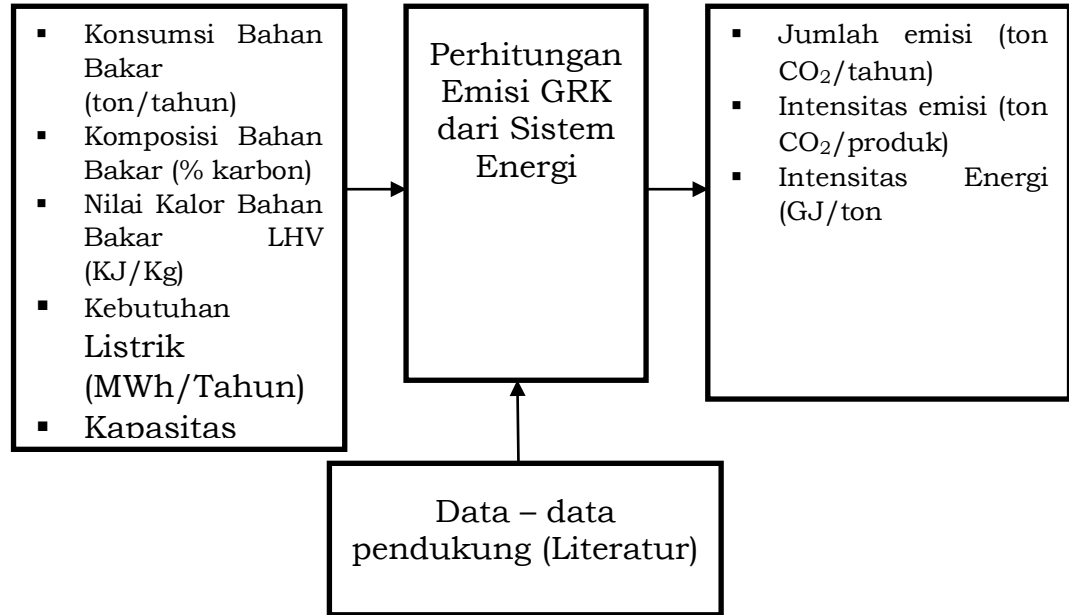 ▪ Konsumsi Bahan
Bakar
(ton/tahun)
▪ Komposisi Bahan
Bakar (% karbon)
▪ Nilai Kalor Bahan
Bakar LHV
(KJ/Kg)
▪ Kebutuhan
Listrik
(MWh/Tahun)
▪ Kapasitas
Perhitungan
Emisi GRK
dari Sistem
Energi
▪ Jumlah emisi (ton
CO₂/tahun)
▪ Intensitas emisi (ton
CO₂/produk)
▪ Intensitas Energi
(GJ/ton
Data – data
pendukung (Literatur)